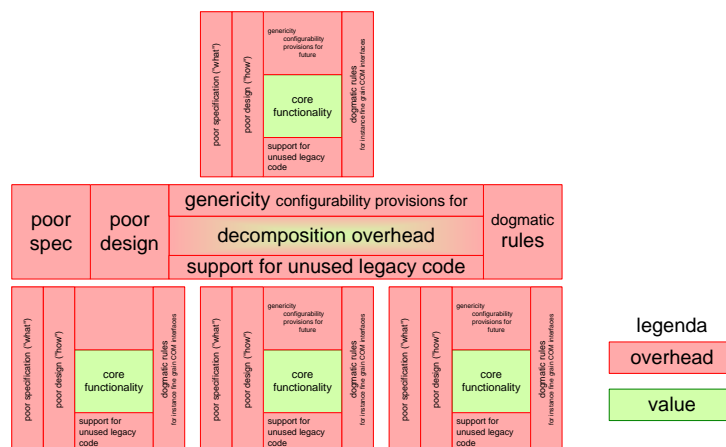 poor specification ("what")
poor design ("how")
genericity
configurability
provisions for
future
core
functionality
support for
unused legacy
code
dogmatic rules
for instance fine grain COM interfaces
poor
spec
poor
design
genericity configurability provisions for
decomposition overhead
support for unused legacy code
dogmatic
rules
poor specification ("what")
poor design ("how")
core
functionality
support for
unused legacy
code
dogmatic rules
for instance fine grain COM interfaces
poor specification ("what")
poor design ("how")
genericity
configurability
provisions for
future
core
functionality
support for
unused legacy
code
dogmatic rules
for instance fine grain COM interfaces
poor specification ("what")
poor design ("how")
genericity
configurability
provisions for
future
core
functionality
support for
unused legacy
code
dogmatic rules
for instance fine grain COM interfaces
legenda
overhead
value